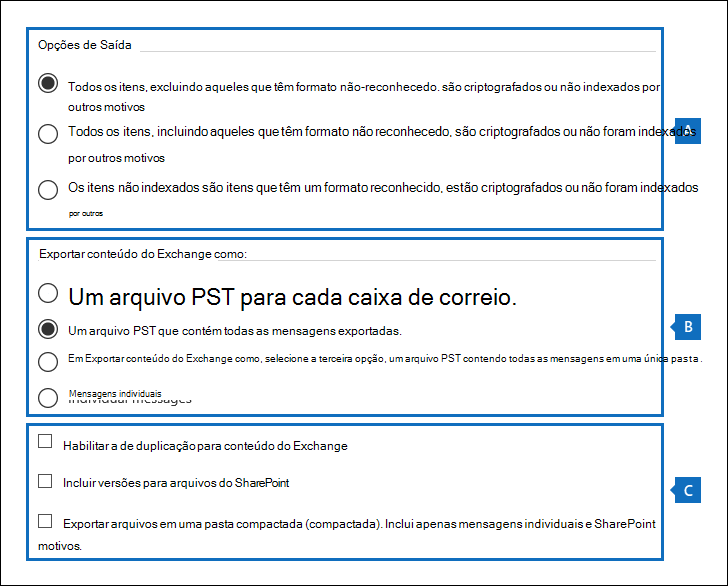 Opções de Saída
Todos os itens, excluindo aqueles que têm formato não-reconhecedo. são criptografados ou não indexados por
outros motivos
Todos os itens, incluindo aqueles que têm formato não reconhecedo, são criptografados ou não foram indexados
A
por outros motivos
Os itens não indexados são itens que têm um formato reconhecido, estão criptografados ou não foram indexados
por outros
Exportar conteúdo do Exchange como:
Um arquivo PST para cada caixa de correio.
Um arquivo PST que contém todas as mensagens exportadas.
B
Em Exportar conteúdo do Exchange como, selecione a terceira opção, um arquivo PST contendo todas as mensagens em uma única pasta.
Mensagens individuais
Individual messages
Habilitar a de duplicação para conteúdo do Exchange
Incluir versões para arquivos do SharePoint
C
Exportar arquivos em uma pasta compactada (compactada). Inclui apenas mensagens individuais e SharePoint
motivos.